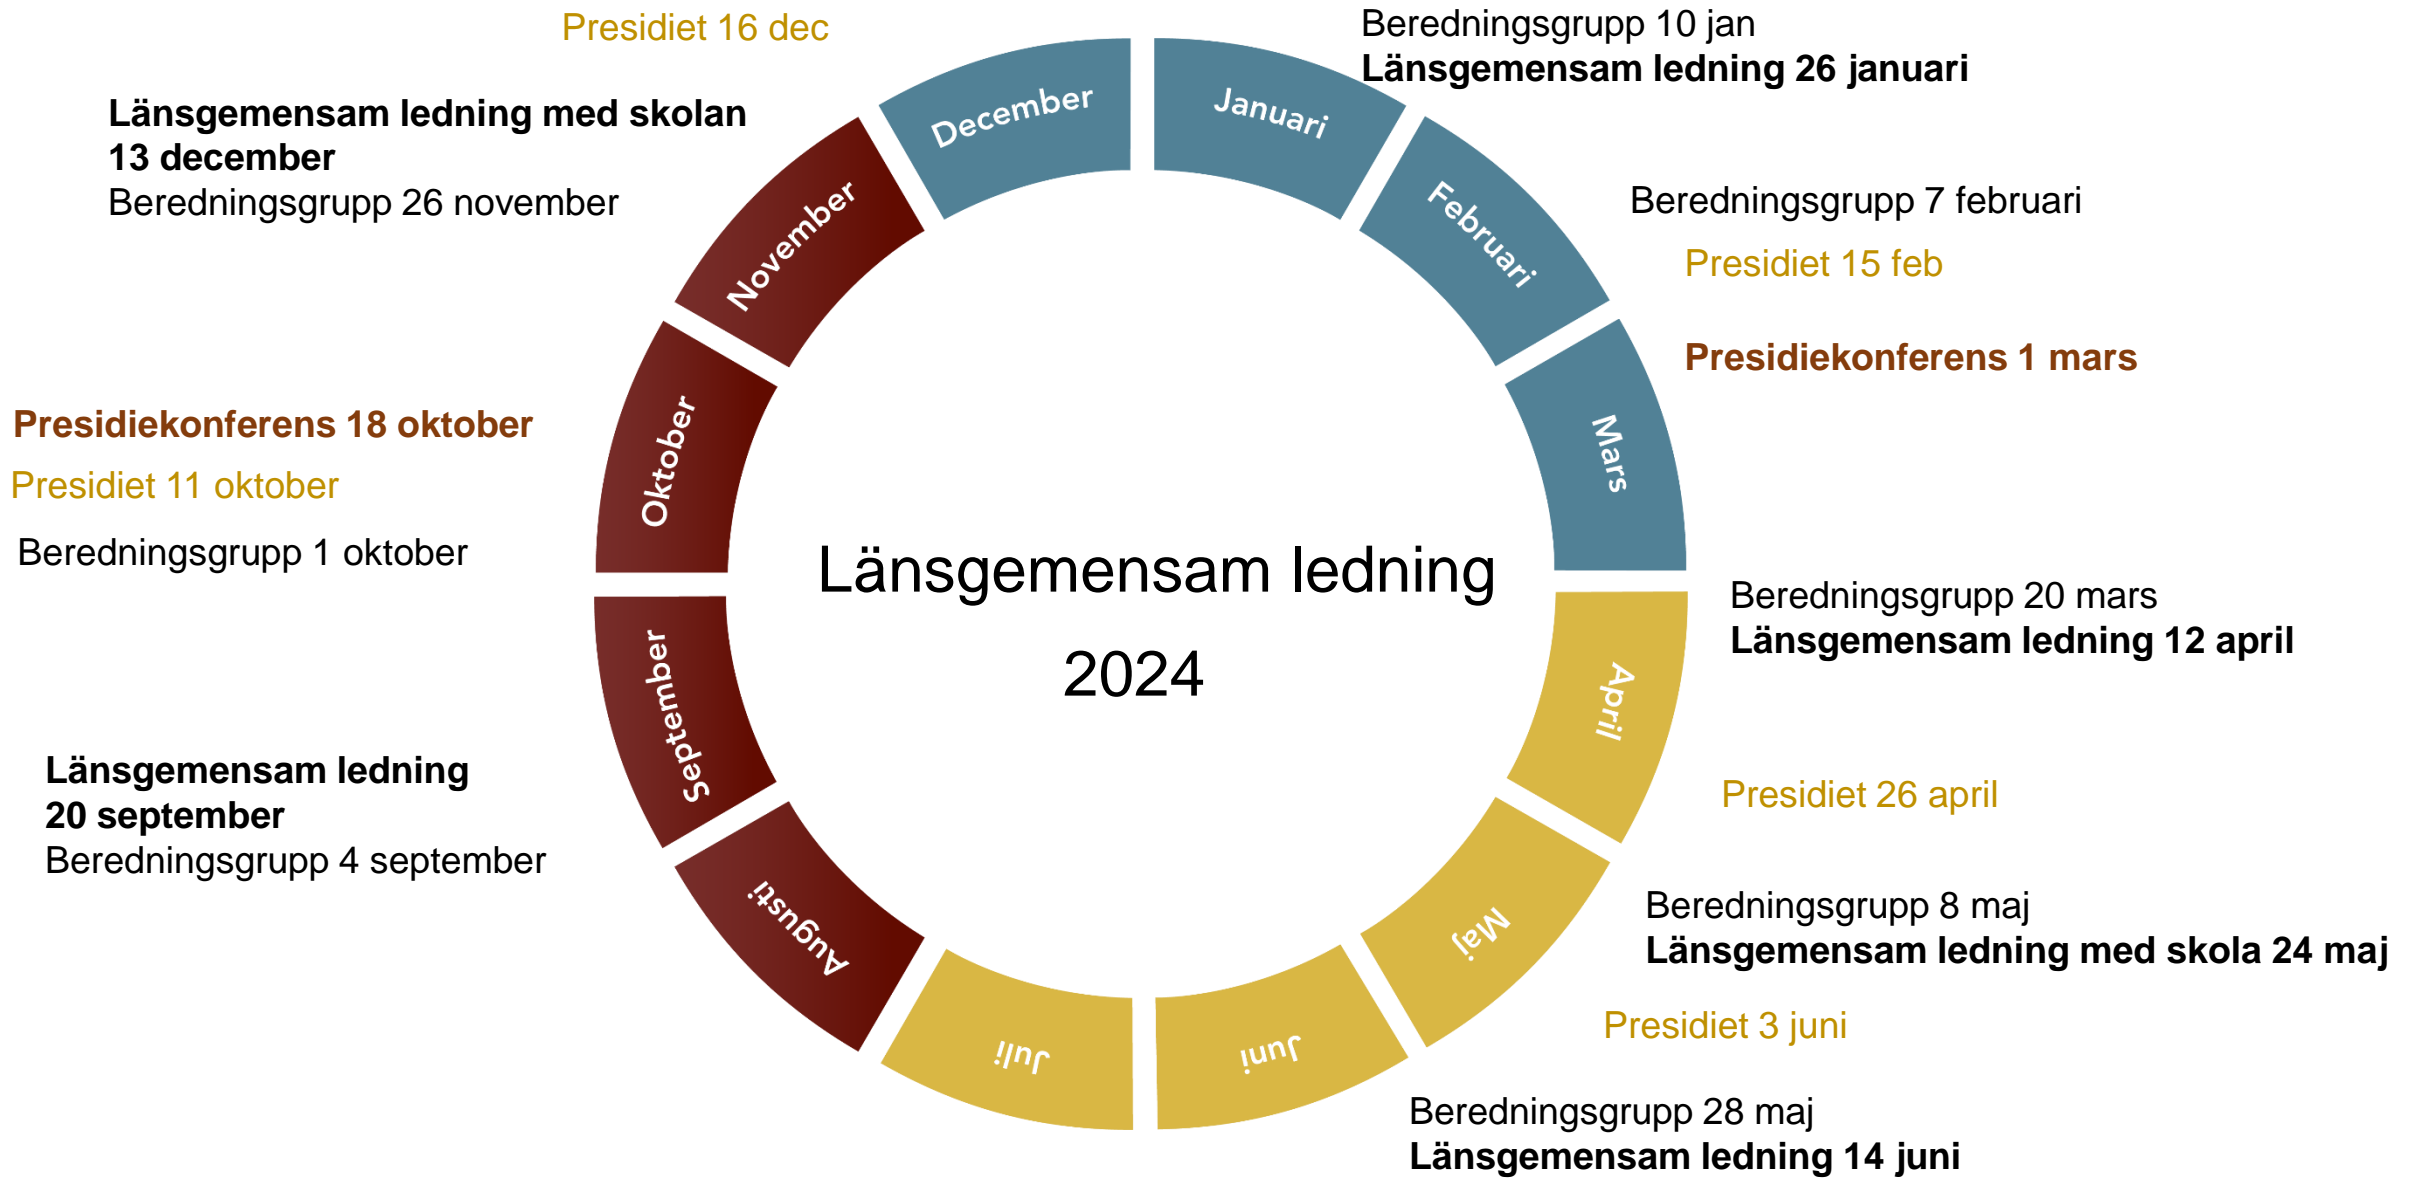 Presidiet 16 dec
Beredningsgrupp 10 jan
Länsgemensam ledning 26 januari
Länsgemensam ledning med skolan
13 december
Beredningsgrupp 26 november
Beredningsgrupp 7 februari
Presidiet 15 feb
Presidiekonferens 1 mars
Presidiekonferens 18 oktober
Presidiet 11 oktober
Beredningsgrupp 1 oktober
Beredningsgrupp 20 mars
Länsgemensam ledning 12 april
Länsgemensam ledning
20 september
Beredningsgrupp 4 september
Presidiet 26 april
Beredningsgrupp 8 maj
Länsgemensam ledning med skola 24 maj
Presidiet 3 juni
Beredningsgrupp 28 maj
Länsgemensam ledning 14 juni
Januari
Februari
Mars
April
Maj
Juni
Juli
Augusti
September
Oktober
November
December
Länsgemensam ledning
2024